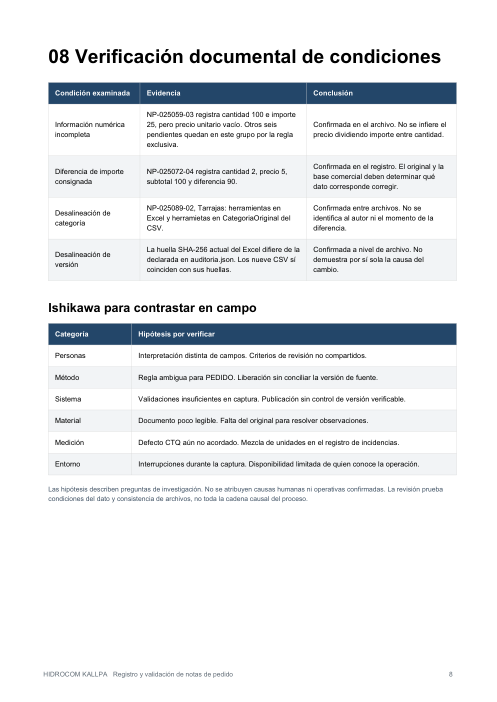 08 Verificación documental de condiciones
Condición examinada Evidencia Conclusión
Información numérica
incompleta
NP-025059-03 registra cantidad 100 e importe
25, pero precio unitario vacío. Otros seis
pendientes quedan en este grupo por la regla
exclusiva.
Confirmada en el archivo. No se infiere el
precio dividiendo importe entre cantidad.
Diferencia de importe
consignada
NP-025072-03 registra cantidad 2, precio 5,
subtotal 100 y diferencia 90.
Confirmada en el registro. El original y la
base comercial deben determinar qué
dato corresponde corregir.
Desalineación de
categoría
NP-025089-02, Tarrajas: herramientas en
Excel y herramietas en CategoriaOriginal del
CSV.
Confirmada entre archivos. No se
identifica al autor ni el momento de la
diferencia.
Desalineación de
versión
La huella SHA-256 actual del Excel difiere de la
declarada en auditoria.json. Los nueve CSV sí
coinciden con sus huellas.
Confirmada a nivel de archivo. No
demuestra por sí sola la causa del
cambio.
Ishikawa para contrastar en campo
Categoría Hipótesis por verificar
Personas Interpretación distinta de campos. Criterios de revisión no compartidos.
Método Regla ambigua para PEDIDO. Liberación sin conciliar la versión de fuente.
Sistema Validaciones insuficientes en captura. Publicación sin control de versión verificable.
Material Documento poco legible. Falta del original para resolver observaciones.
Medición Defecto CTQ aún no acordado. Mezcla de unidades en el registro de incidencias.
Entorno Interrupciones durante la captura. Disponibilidad limitada de quien conoce la operación.
Las hipótesis describen preguntas de investigación. No se atribuyen causas humanas ni operativas confirmadas. La revisión prueba
condiciones del dato y consistencia de archivos, no toda la cadena causal del proceso.
HIDROCOM KALLPA Registro y validación de notas de pedido 8